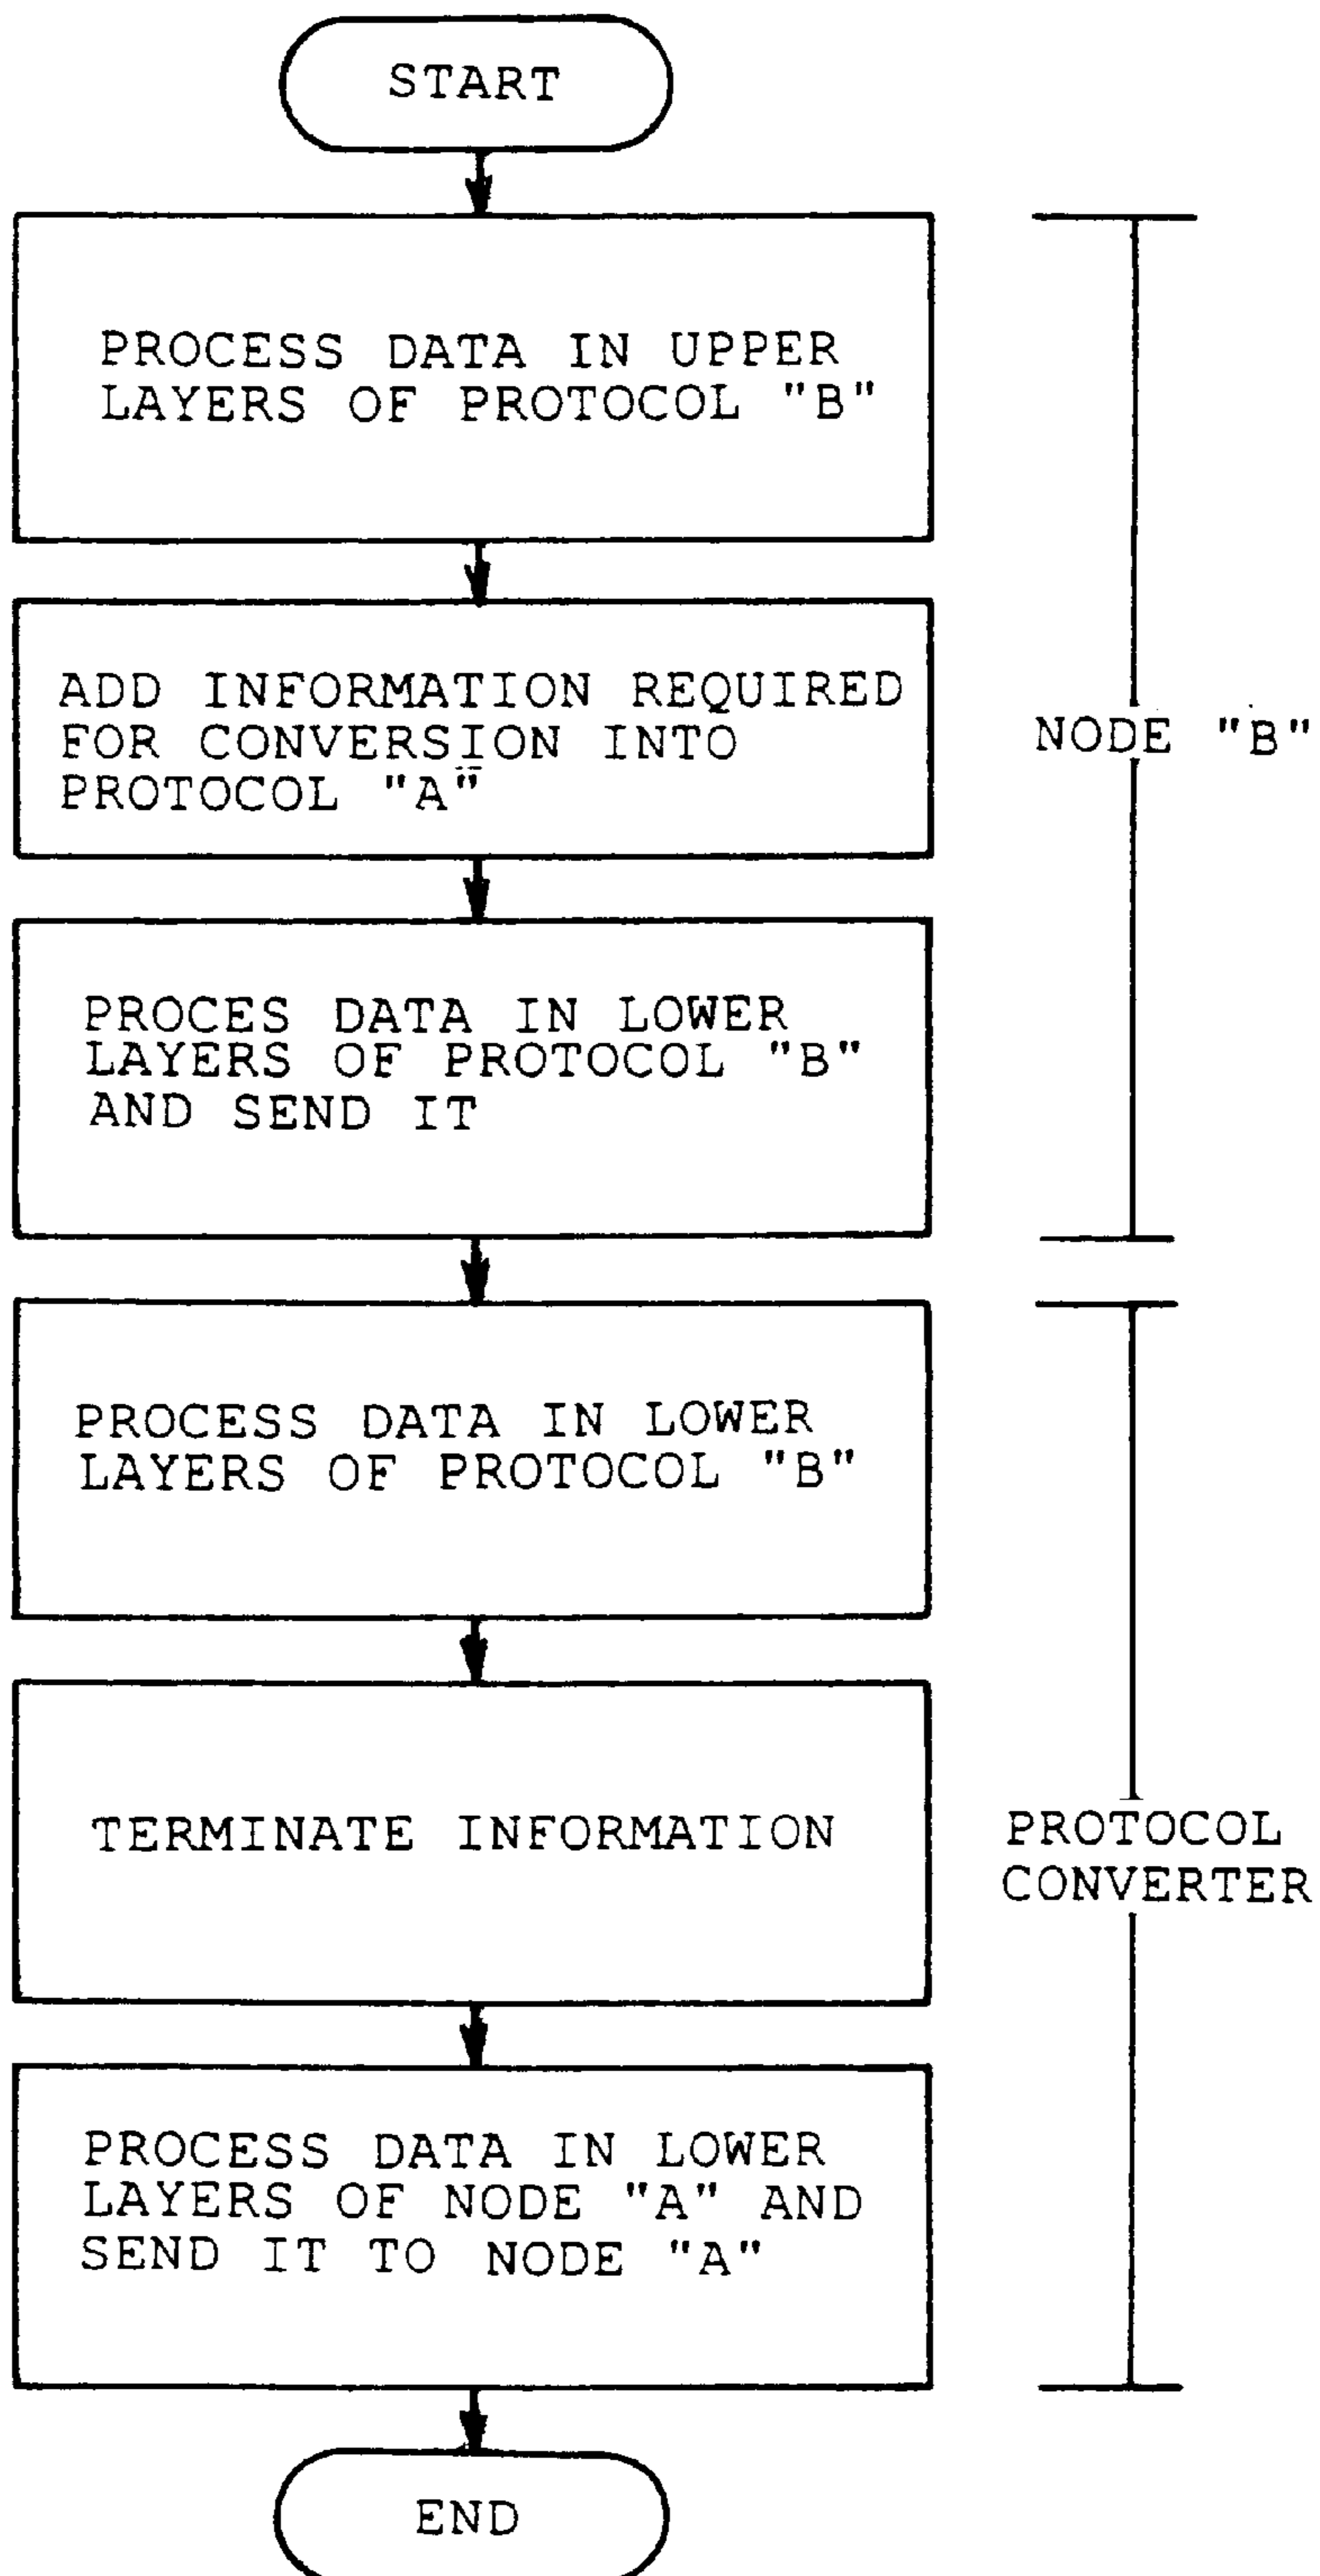 START
PROCESS DATA IN UPPER
LAYERS OF PROTOCOL "B"
ADD INFORMATION REQUIRED
FOR CONVERSION INTO
PROTOCOL "A"
NODE "B"
PROCES DATA IN LOWER
LAYERS OF PROTOCOL "B"
AND SEND IT
PROCESS DATA IN LOWER
LAYERS OF PROTOCOL "B"
TERMINATE INFORMATION
PROTOCOL
CONVERTER
PROCESS DATA IN LOWER
LAYERS OF NODE "A" AND
SEND IT TO NODE "A"
END